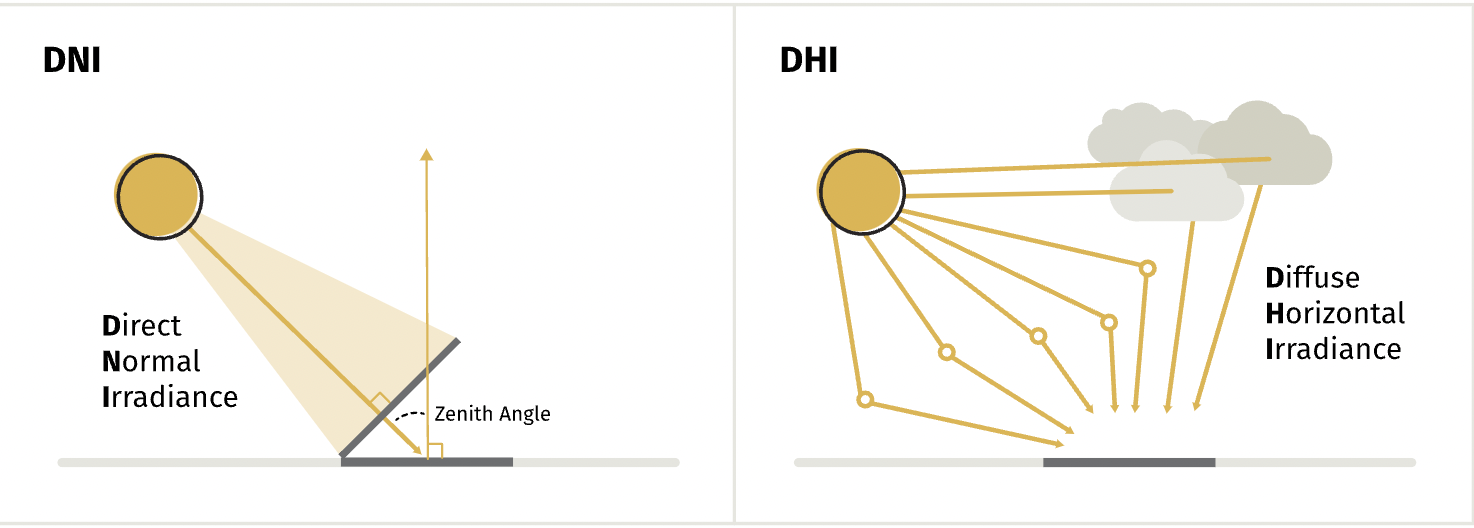 DNI
Direct
Normal
Irradiance
Zenith Angle
DHI
Diffuse
Horizontal
Irradiance